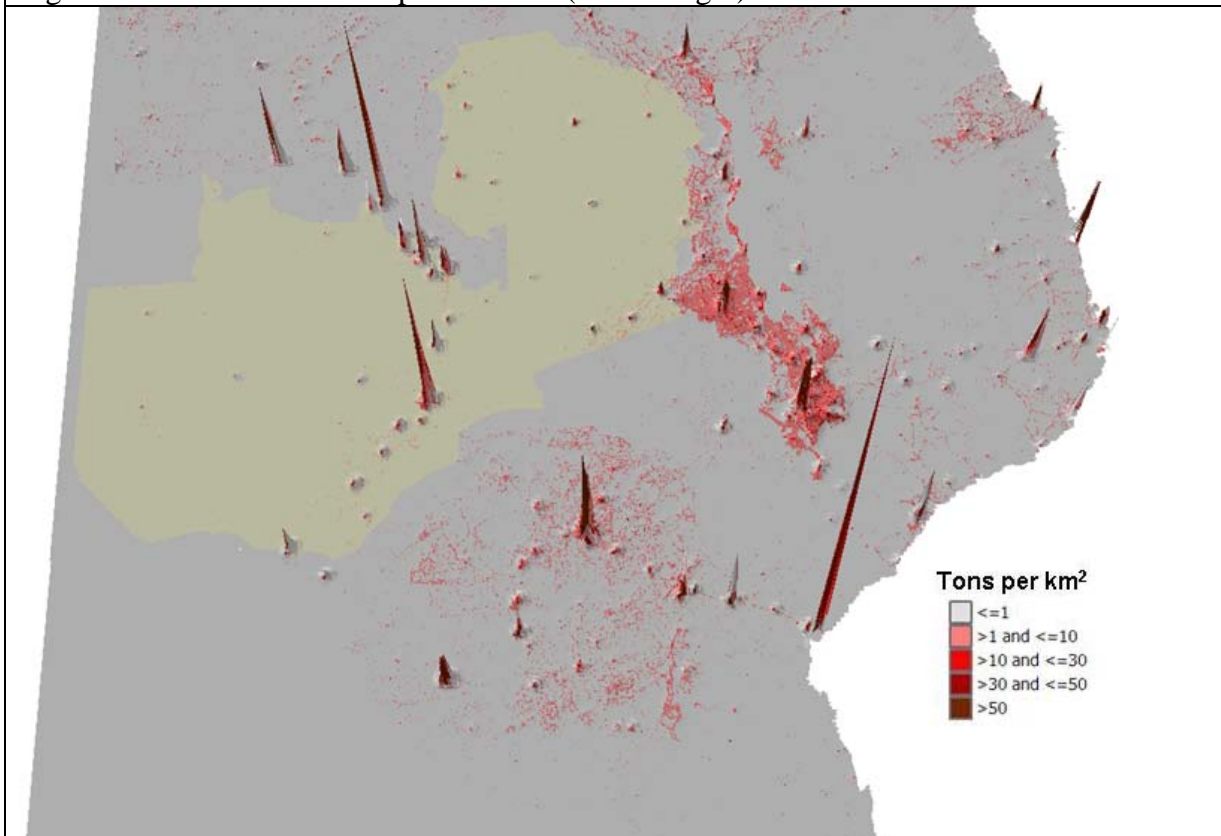 Tons per km²
<=1
>1 and <=10
>10 and <=30
>30 and <=50
>50